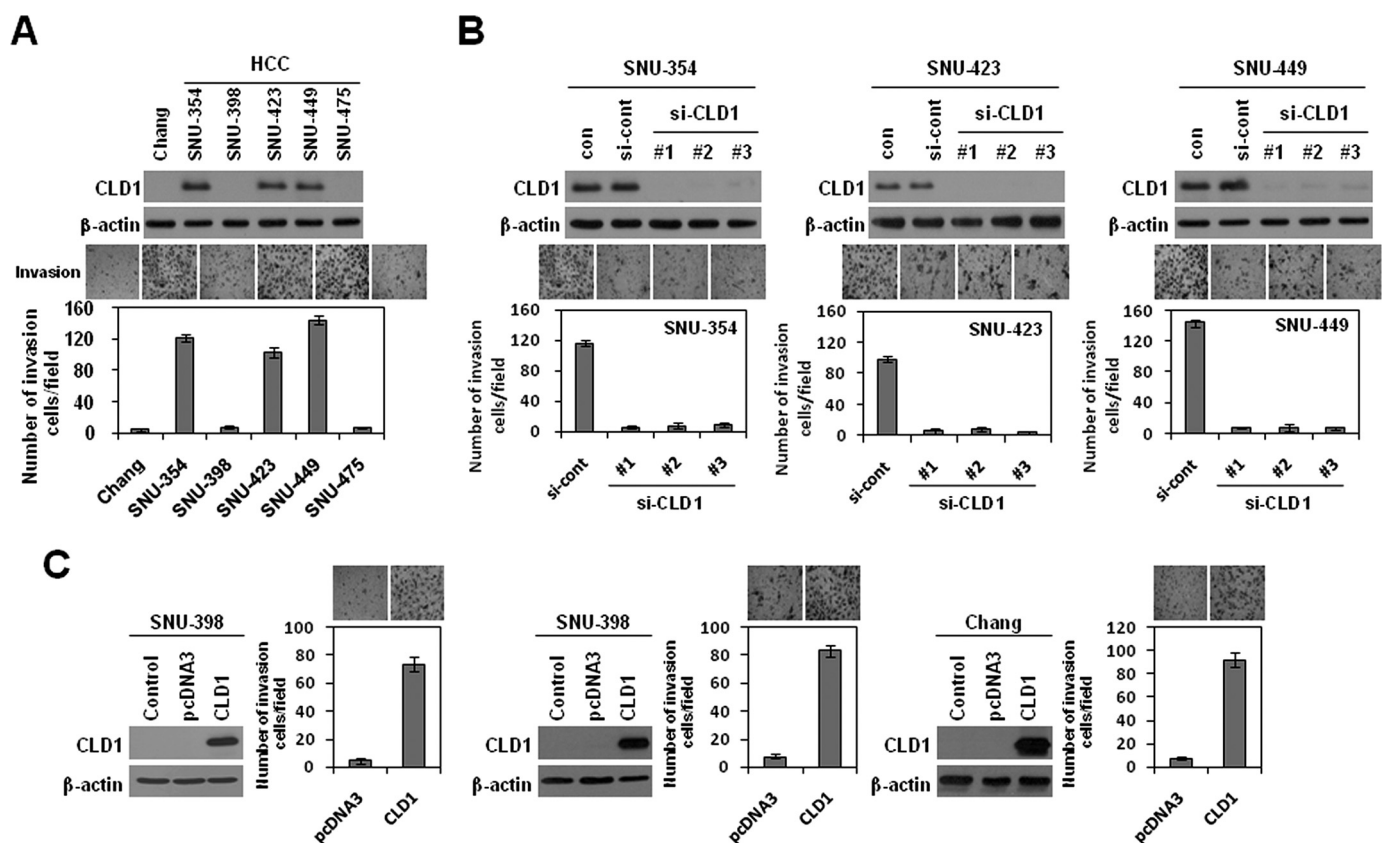 A
HCC
Chang
SNU-354
SNU-398
SNU-423
SNU-449
SNU-475
CLD1
β-actin
Invasion
Number of invasion
cells/field
160
120
80
40
0
Chang
SNU-354
SNU-398
SNU-423
SNU-449
SNU-475
B
SNU-354
con
si-cont
si-CLD1
#1 #2 #3
CLD1
β-actin
Number of invasion
cells/field
160
120
80
40
0
SNU-354
si-cont
#1
#2
#3
si-CLD1
SNU-423
con
si-cont
si-CLD1
#1 #2 #3
CLD1
β-actin
Number of invasion
cells/field
160
120
80
40
0
SNU-423
si-cont
#1
#2
#3
si-CLD1
SNU-449
con
si-cont
si-CLD1
#1 #2 #3
CLD1
β-actin
Number of invasion
cells/field
160
120
80
40
0
SNU-449
si-cont
#1
#2
#3
si-CLD1
C
SNU-398
Control
pcDNA3
CLD1
CLD1
β-actin
Number of invasion
cells/field
100
80
60
40
20
0
pcDNA3
CLD1
SNU-398
Control
pcDNA3
CLD1
CLD1
β-actin
Number of invasion
cells/field
100
80
60
40
20
0
pcDNA3
CLD1
Chang
Control
pcDNA3
CLD1
CLD1
β-actin
Number of invasion
cells/field
120
100
80
60
40
20
0
pcDNA3
CLD1